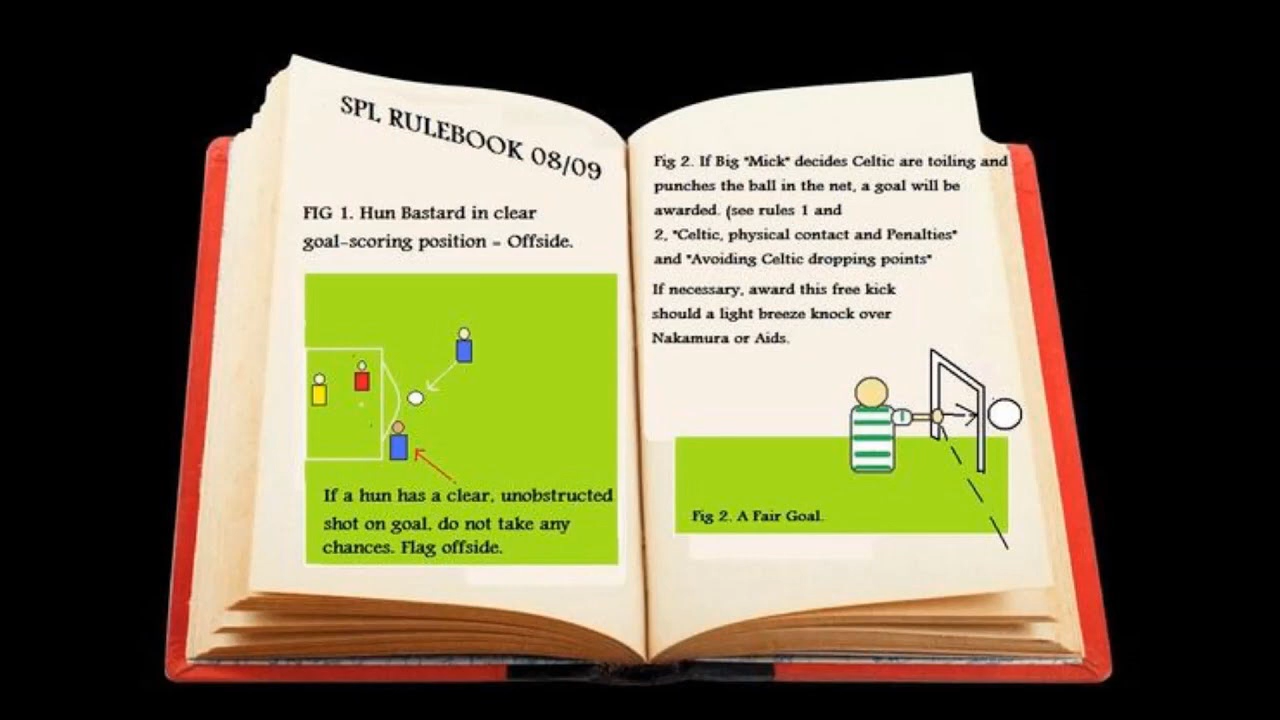 SPL RULEBOOK 08/09
FIG 1. Hun Bastard in clear
goal-scoring position = Offside.
If a hun has a clear, unobstructed
shot on goal, do not take any
chances. Flag offside.
Fig 2. If Big "Mick" decides Celtic are toiling and
punches the ball in the net, a goal will be
awarded. (see rules 1 and
2, "Celtic, physical contact and Penalties"
and "Avoiding Celtic dropping points"
If necessary, award this free kick
should a light breeze knock over
Nakamura or Aids.
Fig 2. A Fair Goal.